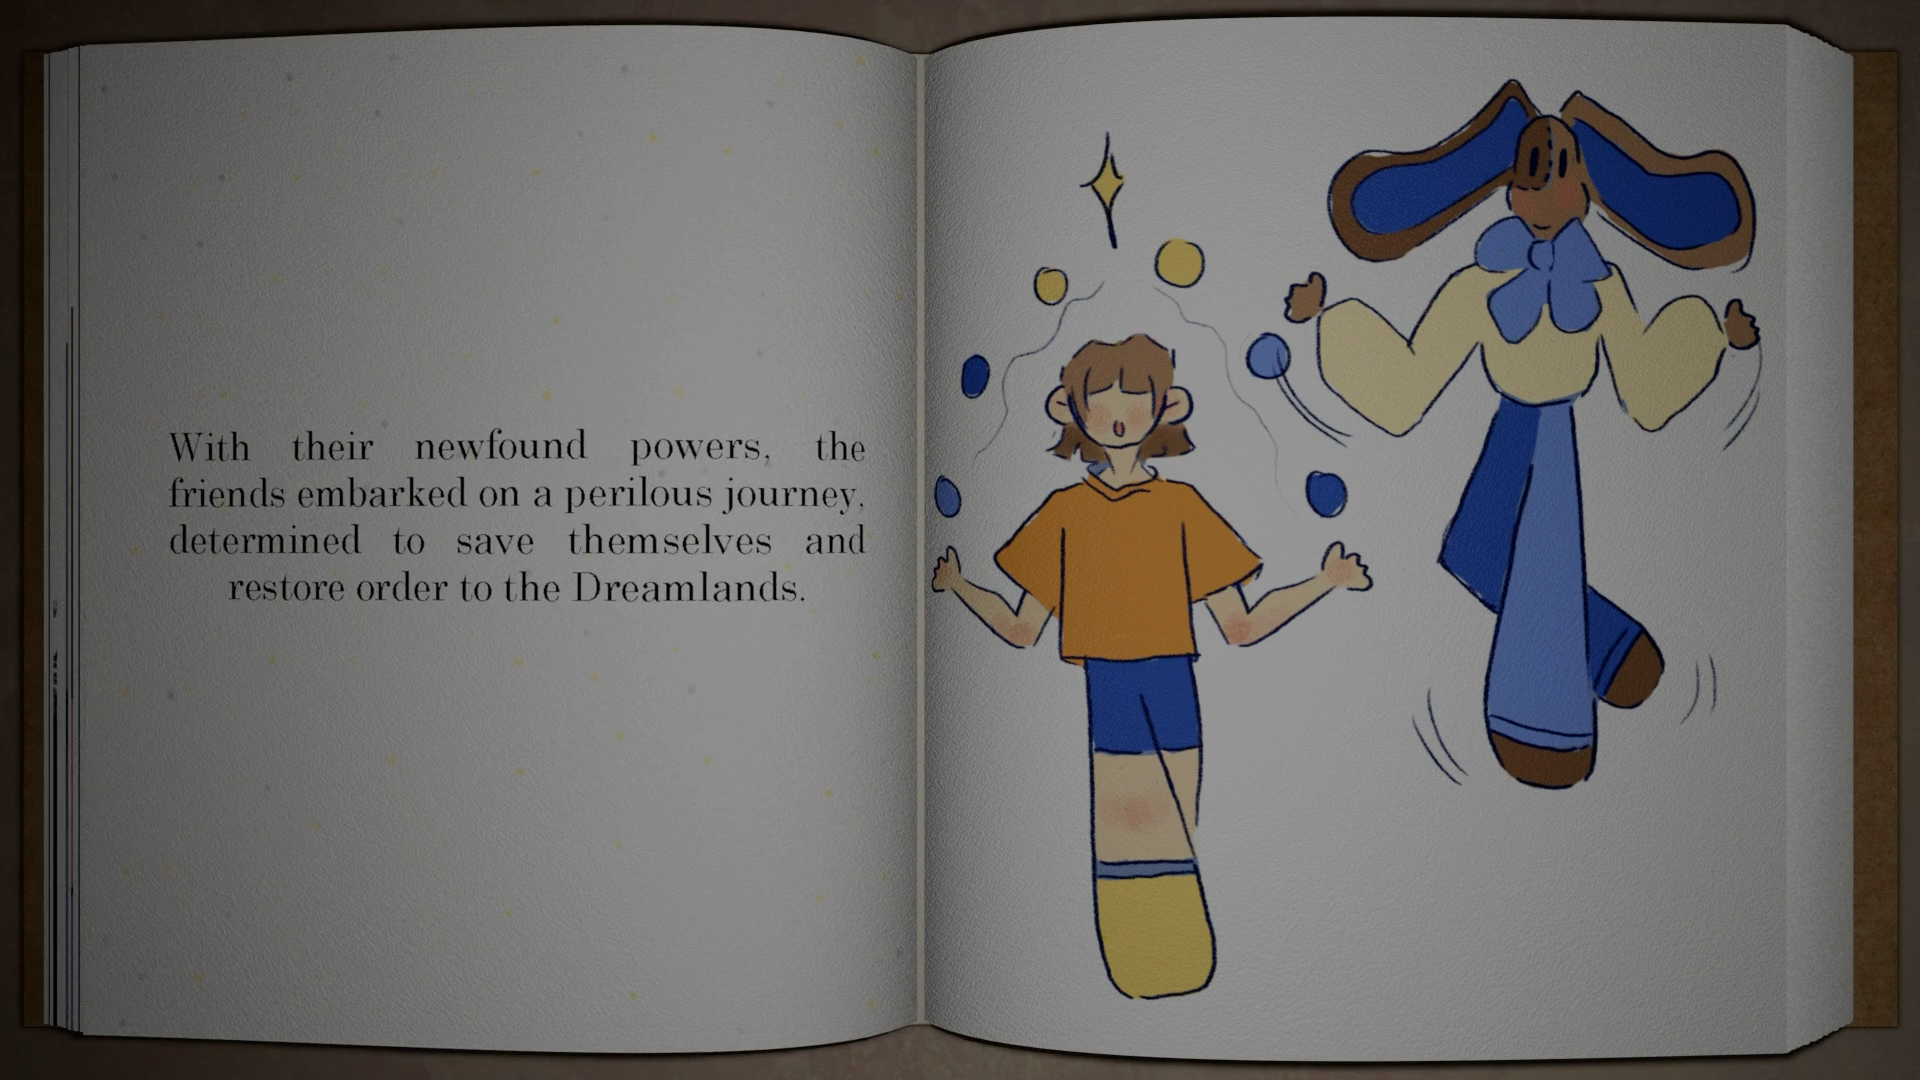 With their newfound powers, the
friends embarked on a perilous journey,
determined to save themselves and
restore order to the Dreamlands.